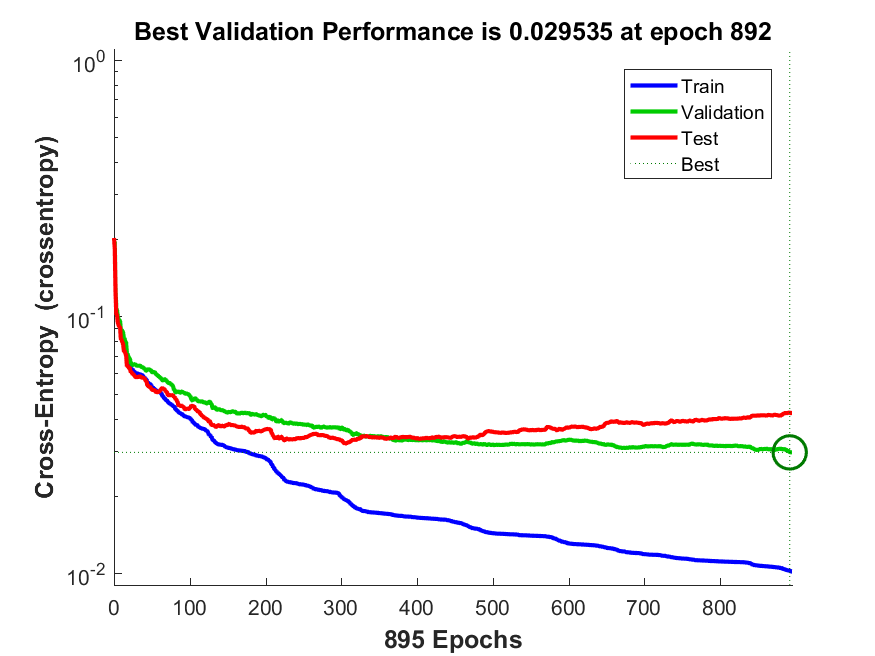 Best Validation Performance is 0.029535 at epoch 892
Cross-Entropy (crossentropy)
10^0
10^-1
10^-2
Train
Validation
Test
Best
0 100 200 300 400 500 600 700 800
895 Epochs